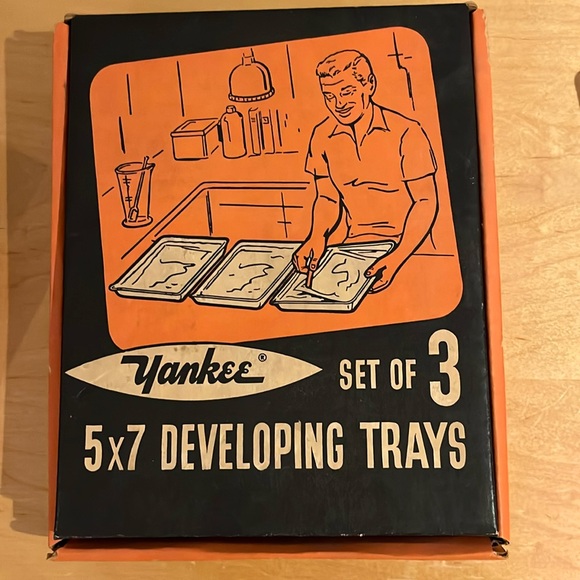 Yankee®
SET OF 3
5x7 DEVELOPING TRAYS